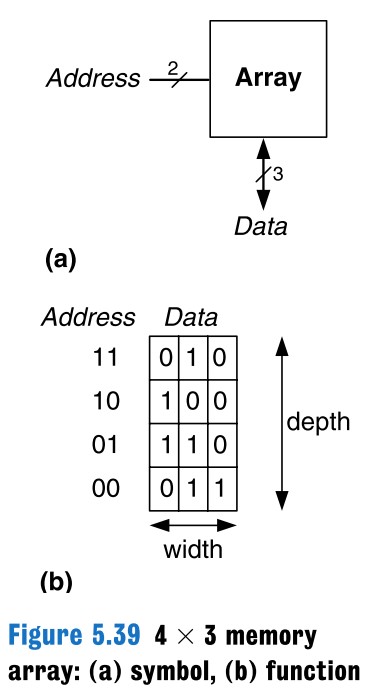 Address 2 Array
3
Data
(a)
Address Data
11 0 1 0
10 1 0 0
depth
01 1 1 0
00 0 1 1
width
(b)
Figure 5.39 4 × 3 memory
array: (a) symbol, (b) function